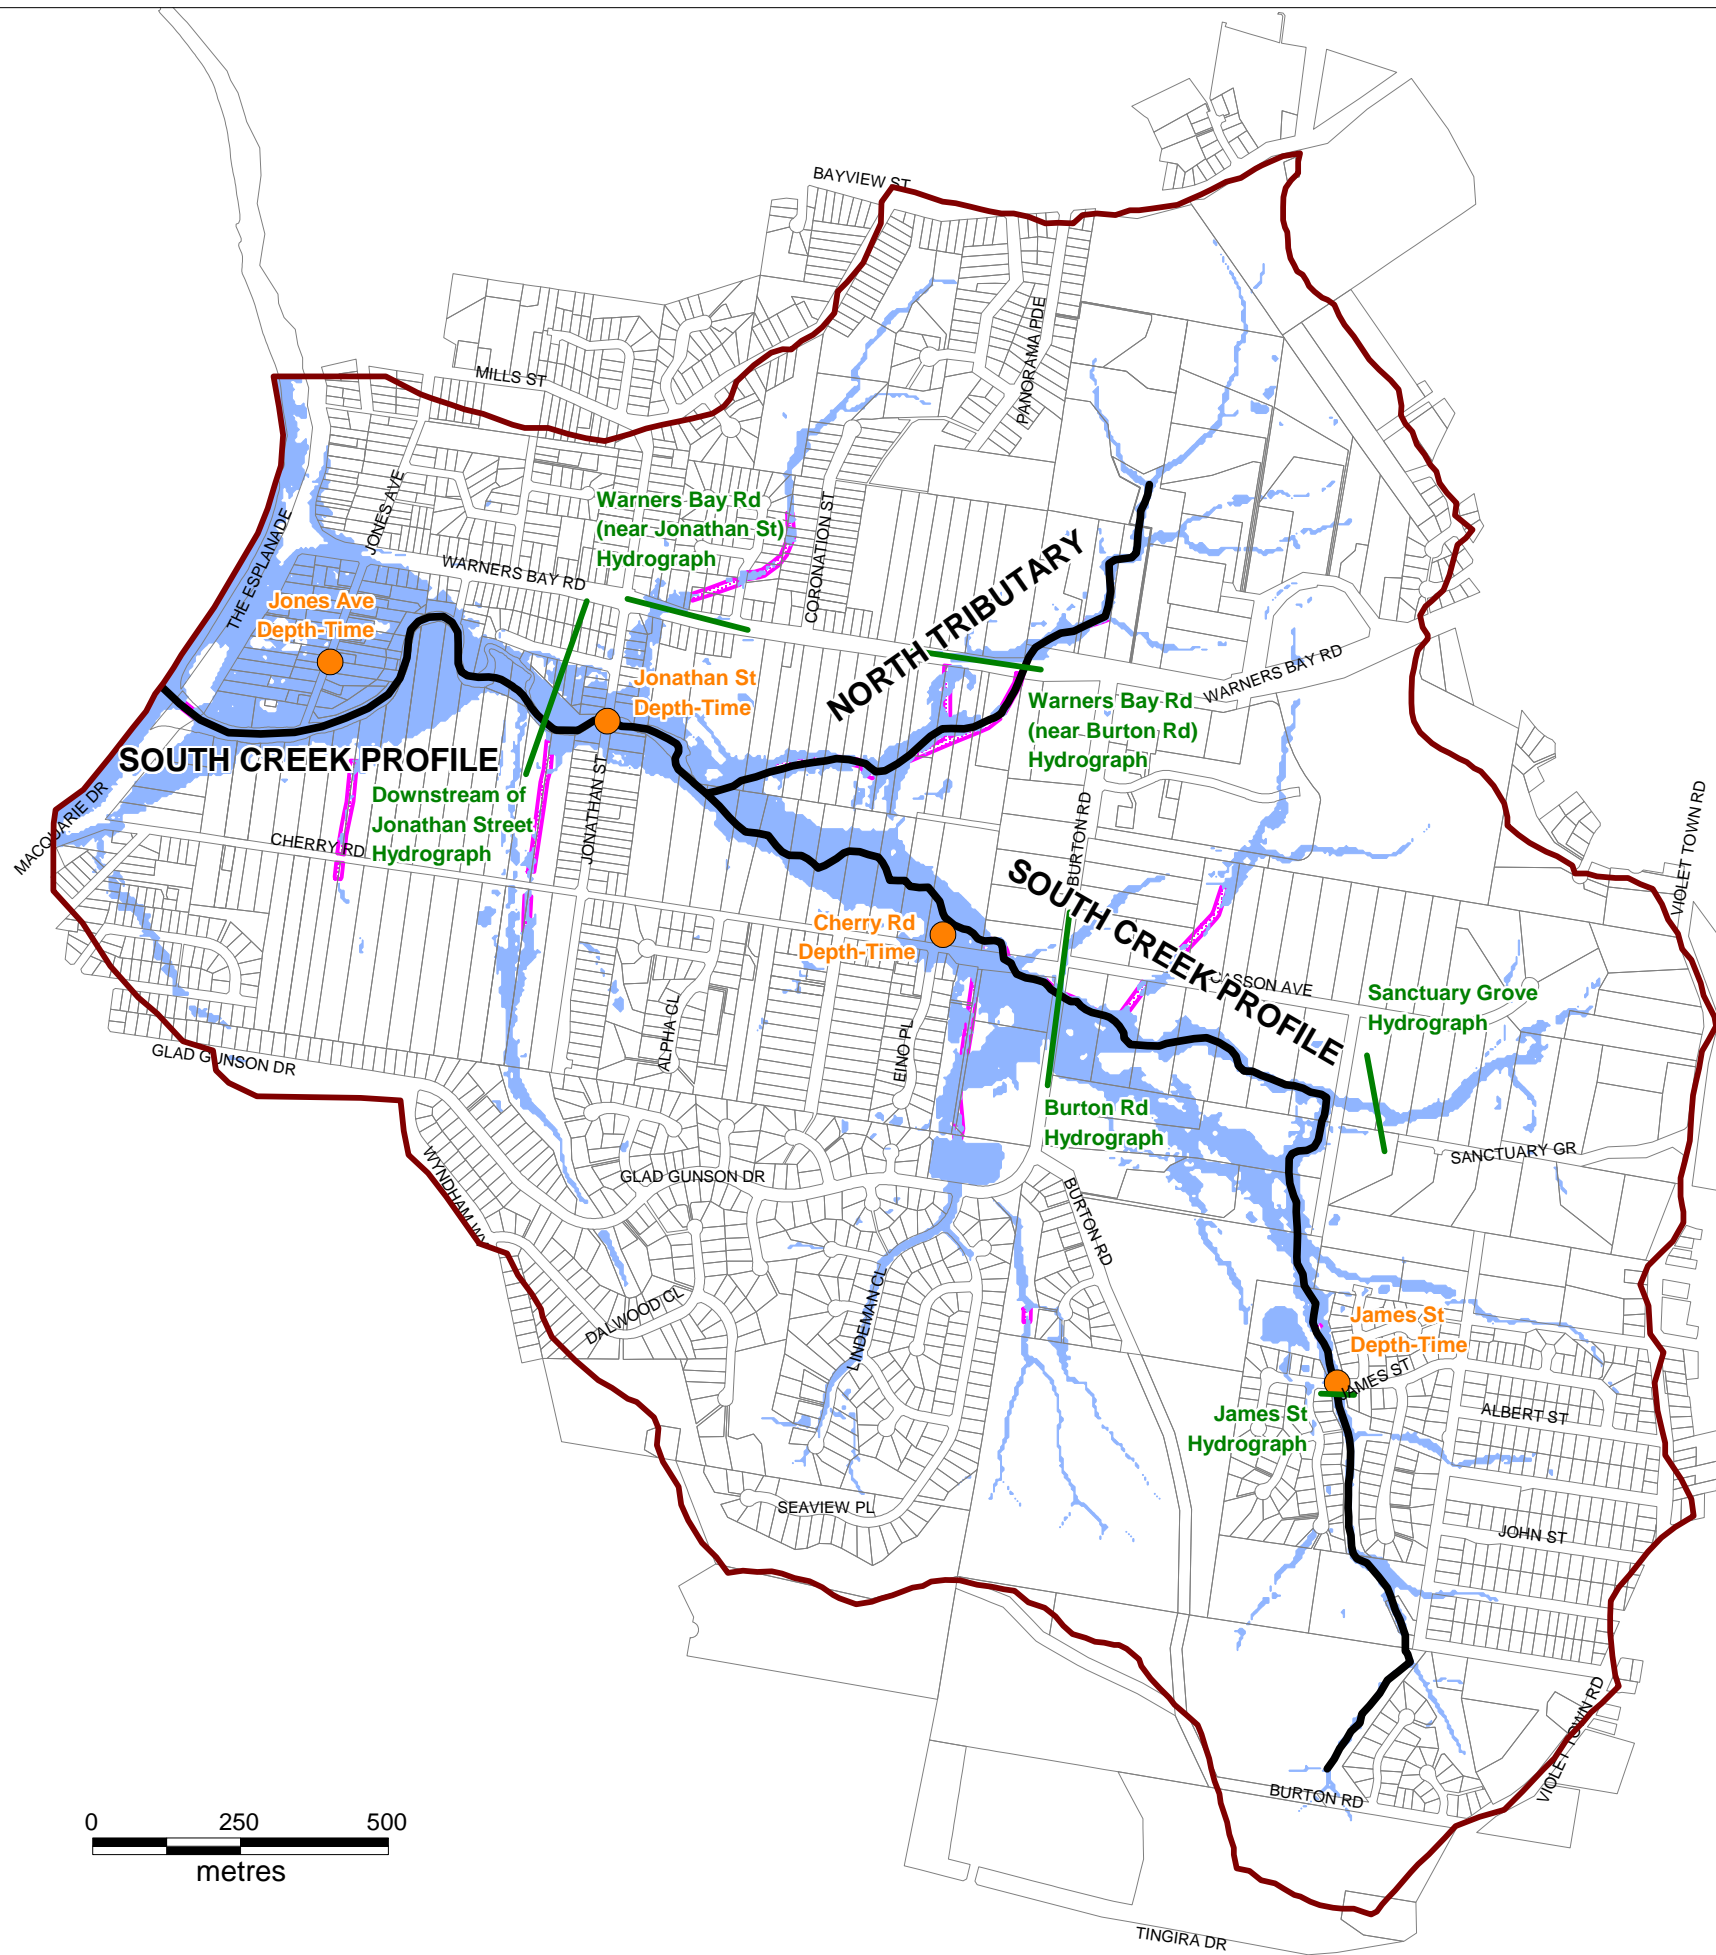 BAYVIEW ST
MILLS ST
PANORAMA PDE
JONES AVE
THE ESPLANADE
Warners Bay Rd
(near Jonathan St)
Hydrograph
CORONATION ST
WARNERS BAY RD
Jones Ave
Depth-Time
NORTH TRIBUTARY
WARNERS BAY RD
Jonathan St
Depth-Time
Warners Bay Rd
(near Burton Rd)
Hydrograph
SOUTH CREEK PROFILE
Downstream of
Jonathan Street
Hydrograph
MACQUARIE DR
CHERRY RD
JONATHAN ST
BURTON RD
VIOLET TOWN RD
SOUTH CREEK PROFILE
Cherry Rd
Depth-Time
CASSON AVE
Sanctuary Grove
Hydrograph
ALPHA CL
EINO PL
GLAD GUNSON DR
Burton Rd
Hydrograph
SANCTUARY GR
GLAD GUNSON DR
WYNDHAM
BURTON RD
DALWOOD CL
LINDEMAN CL
James St
Depth-Time
JAMES ST
James St
Hydrograph
ALBERT ST
SEAVIEW PL
JOHN ST
VIOLET TOWN RD
BURTON RD
0 250 500
metres
TINGIRA DR